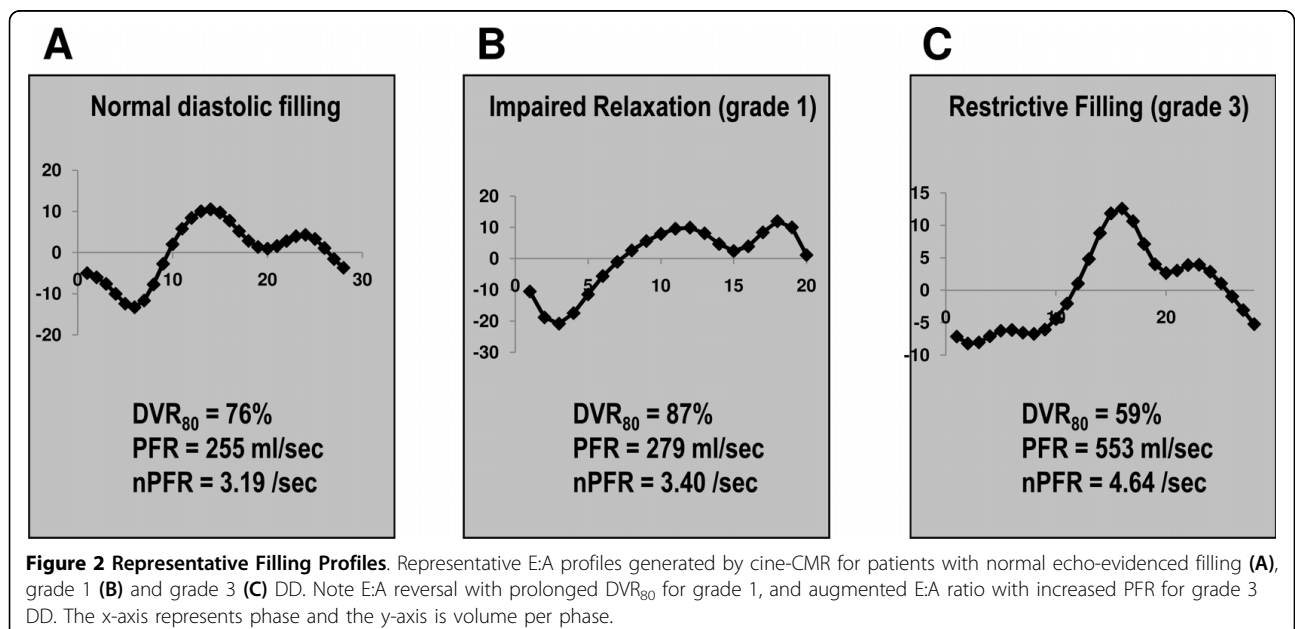 A
Normal diastolic filling
20
10
0
-10
-20
0
10
20
30
DVR80 = 76%
PFR = 255 ml/sec
nPFR = 3.19 /sec
B
Impaired Relaxation (grade 1)
20
10
0
-10
-20
-30
0
5
10
15
20
DVR80 = 87%
PFR = 279 ml/sec
nPFR = 3.40 /sec
C
Restrictive Filling (grade 3)
15
10
5
0
-5
-10
0
10
20
DVR80 = 59%
PFR = 553 ml/sec
nPFR = 4.64 /sec
Figure 2 Representative Filling Profiles. Representative E:A profiles generated by cine-CMR for patients with normal echo-evidenced filling (A),
grade 1 (B) and grade 3 (C) DD. Note E:A reversal with prolonged DVR80 for grade 1, and augmented E:A ratio with increased PFR for grade 3
DD. The x-axis represents phase and the y-axis is volume per phase.